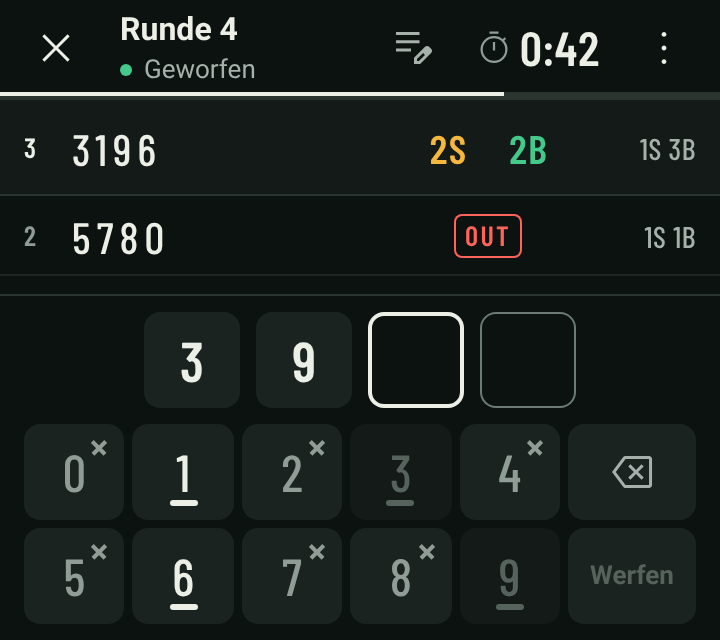 Runde 4
Geworfen
0:42
3 3196 2S 2B 1S 3B
2 5780 OUT 1S 1B
3 9
0 1 2 3 4
5 6 7 8 9 Werfen